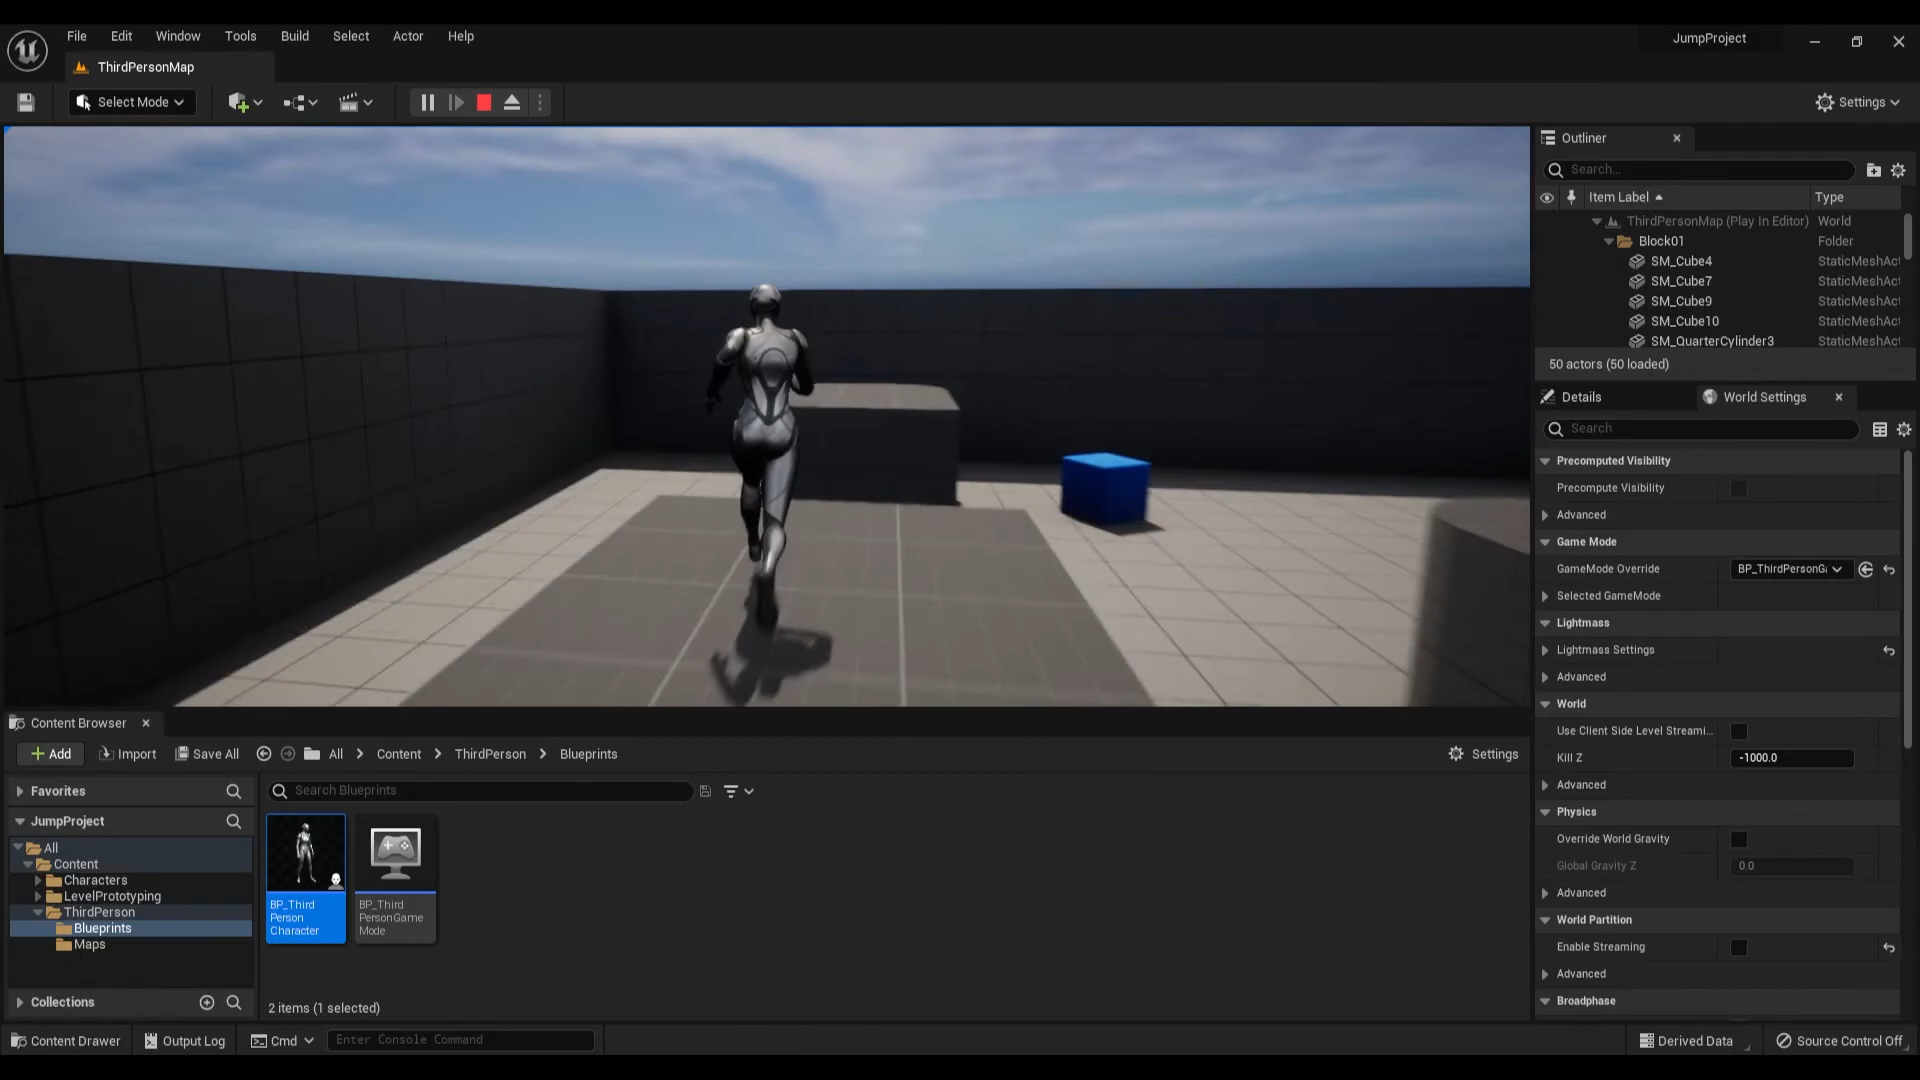 File Edit Window Tools Build Select Actor Help
JumpProject
ThirdPersonMap
Select Mode
Settings
Outliner
Search...
Item Label Type
ThirdPersonMap (Play In Editor) World
Block01 Folder
SM_Cube4 StaticMeshAct
SM_Cube7 StaticMeshAct
SM_Cube9 StaticMeshAct
SM_Cube10 StaticMeshAct
SM_QuarterCylinder3 StaticMeshAct
50 actors (50 loaded)
Details World Settings
Search
Precomputed Visibility
Precompute Visibility
Advanced
Game Mode
GameMode Override BP_ThirdPersonGa
Selected GameMode
Lightmass
Lightmass Settings
Advanced
World
Use Client Side Level Streami...
Kill Z -1000.0
Advanced
Physics
Override World Gravity
Global Gravity Z 0.0
Advanced
World Partition
Enable Streaming
Advanced
Broadphase
Content Browser
Add Import Save All All Content ThirdPerson Blueprints Settings
Favorites
JumpProject
All
Content
Characters
LevelPrototyping
ThirdPerson
Blueprints
Maps
Collections
Search Blueprints
BP_Third
Person
Character
BP_Third
PersonGame
Mode
2 items (1 selected)
Content Drawer Output Log Cmd Enter Console Command Derived Data Source Control Off